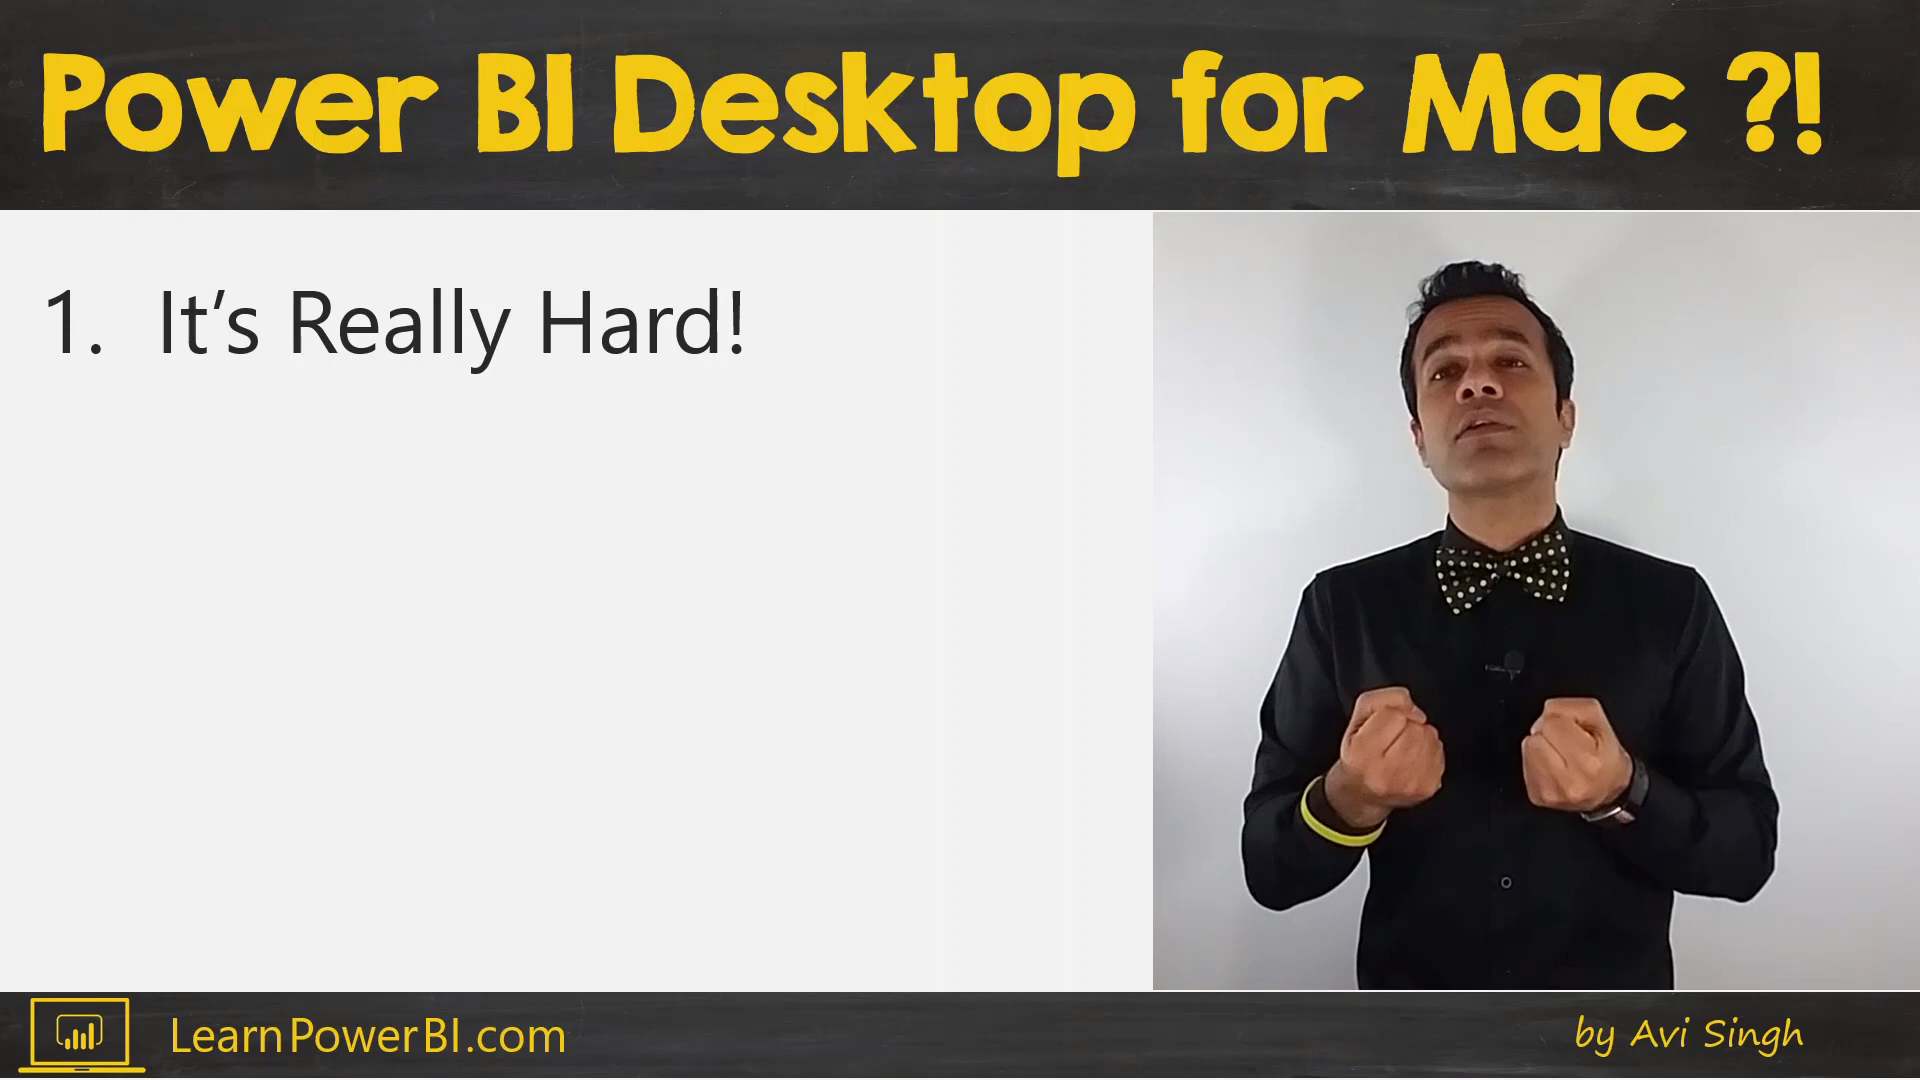 Power BI Desktop for Mac ?!
1. It's Really Hard!
LearnPowerBI.com
by Avi Singh